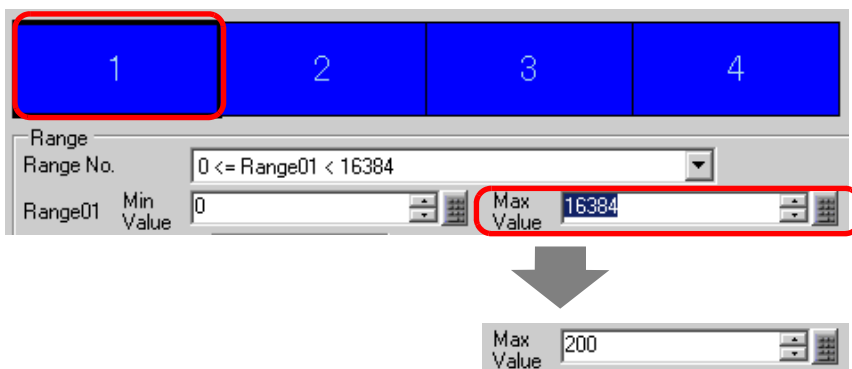 1 2 3 4
Range
Range No. 0 <= Range01 < 16384
Range01 Min Value 0 Max Value 16384
Max Value 200